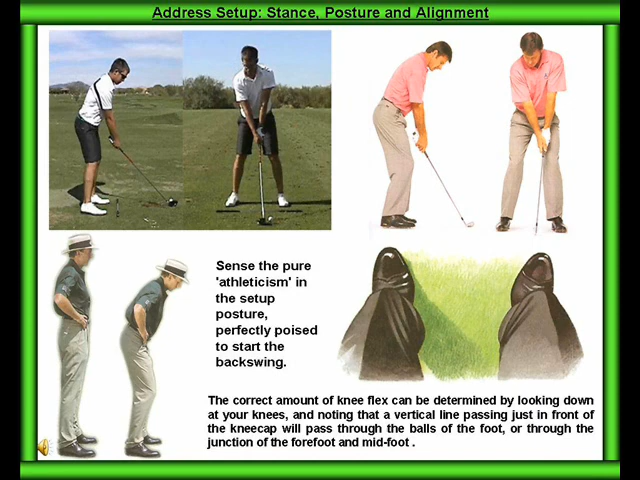 Address Setup: Stance, Posture and Alignment
Sense the pure
'athleticism' in
the setup
posture,
perfectly poised
to start the
backswing.
The correct amount of knee flex can be determined by looking down
at your knees, and noting that a vertical line passing just in front of
the kneecap will pass through the balls of the foot, or through the
junction of the forefoot and mid-foot .